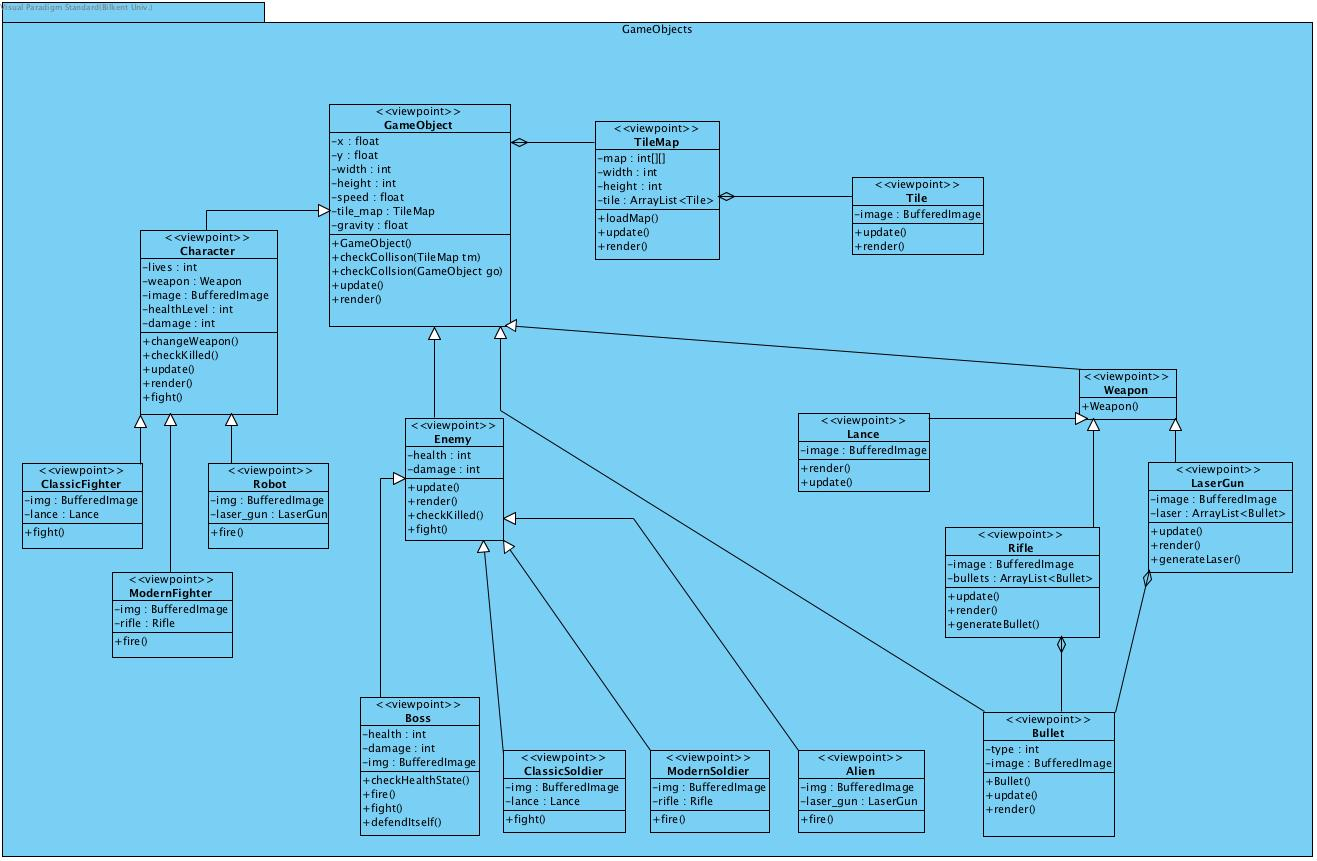 Visual Paradigm Standard(Bilkent Univ.)
GameObjects
<<viewpoint>>
GameObject
-x : float
-y : float
-width : int
-height : int
-speed : float
-tile_map : TileMap
-gravity : float
+GameObject()
+checkCollison(TileMap tm)
+checkCollsion(GameObject go)
+update()
+render()
<<viewpoint>>
TileMap
-map : int[][]
-width : int
-height : int
-tile : ArrayList<Tile>
+loadMap()
+update()
+render()
<<viewpoint>>
Tile
-image : BufferedImage
+update()
+render()
<<viewpoint>>
Character
-lives : int
-weapon : Weapon
-image : BufferedImage
-healthLevel : int
-damage : int
+changeWeapon()
+checkKilled()
+update()
+render()
+fight()
<<viewpoint>>
Weapon
+Weapon()
<<viewpoint>>
Lance
-image : BufferedImage
+render()
+update()
<<viewpoint>>
Enemy
-health : int
-damage : int
+update()
+render()
+checkKilled()
+fight()
<<viewpoint>>
ClassicFighter
-img : BufferedImage
-lance : Lance
+fight()
<<viewpoint>>
Robot
-img : BufferedImage
-laser_gun : LaserGun
+fire()
<<viewpoint>>
LaserGun
-image : BufferedImage
-laser : ArrayList<Bullet>
+update()
+render()
+generateLaser()
<<viewpoint>>
Rifle
-image : BufferedImage
-bullets : ArrayList<Bullet>
+update()
+render()
+generateBullet()
<<viewpoint>>
ModernFighter
-img : BufferedImage
-rifle : Rifle
+fire()
<<viewpoint>>
Boss
-health : int
-damage : int
-img : BufferedImage
+checkHealthState()
+fire()
+fight()
+defendItself()
<<viewpoint>>
ClassicSoldier
-img : BufferedImage
-lance : Lance
+fight()
<<viewpoint>>
ModernSoldier
-img : BufferedImage
-rifle : Rifle
+fire()
<<viewpoint>>
Alien
-img : BufferedImage
-laser_gun : LaserGun
+fire()
<<viewpoint>>
Bullet
-type : int
-image : BufferedImage
+Bullet()
+update()
+render()